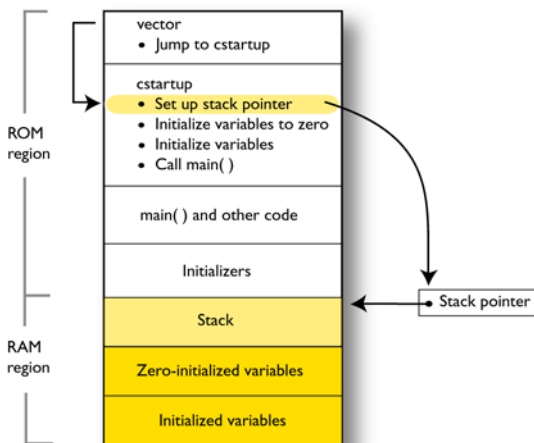 vector
• Jump to cstartup
cstartup
• Set up stack pointer
• Initialize variables to zero
• Initialize variables
• Call main( )
ROM
region
main( ) and other code
Initializers
Stack pointer
Stack
RAM
region
Zero-initialized variables
Initialized variables